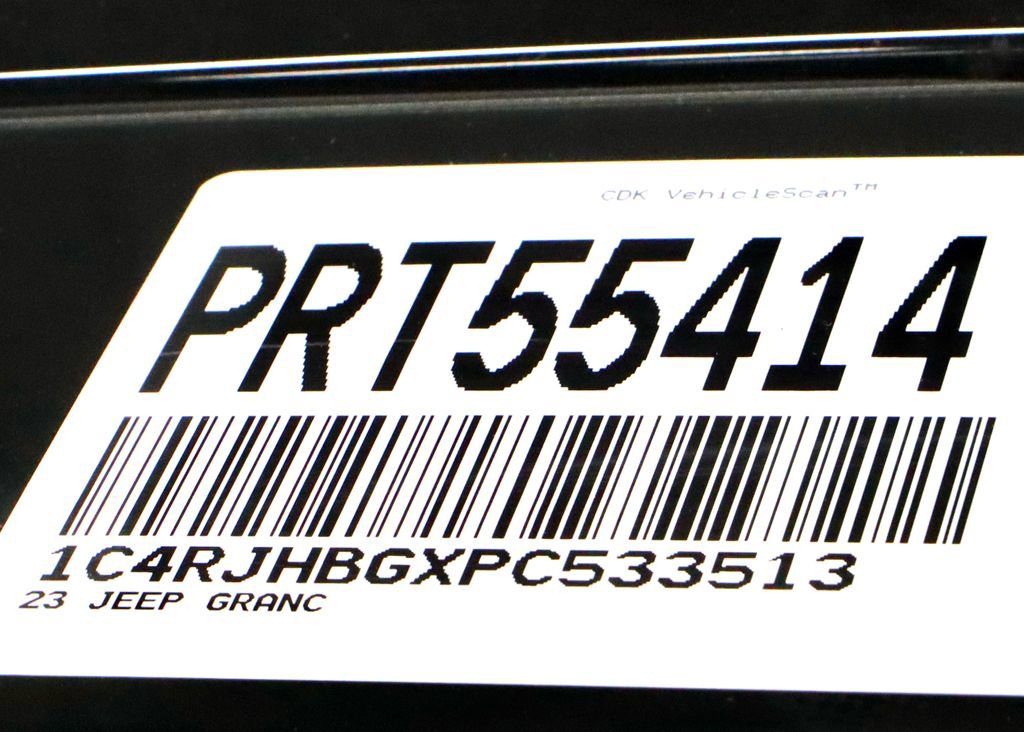 CDK VehicleScan™
PRT55414
1C4RJHBGXPC533513
23 JEEP GRANC